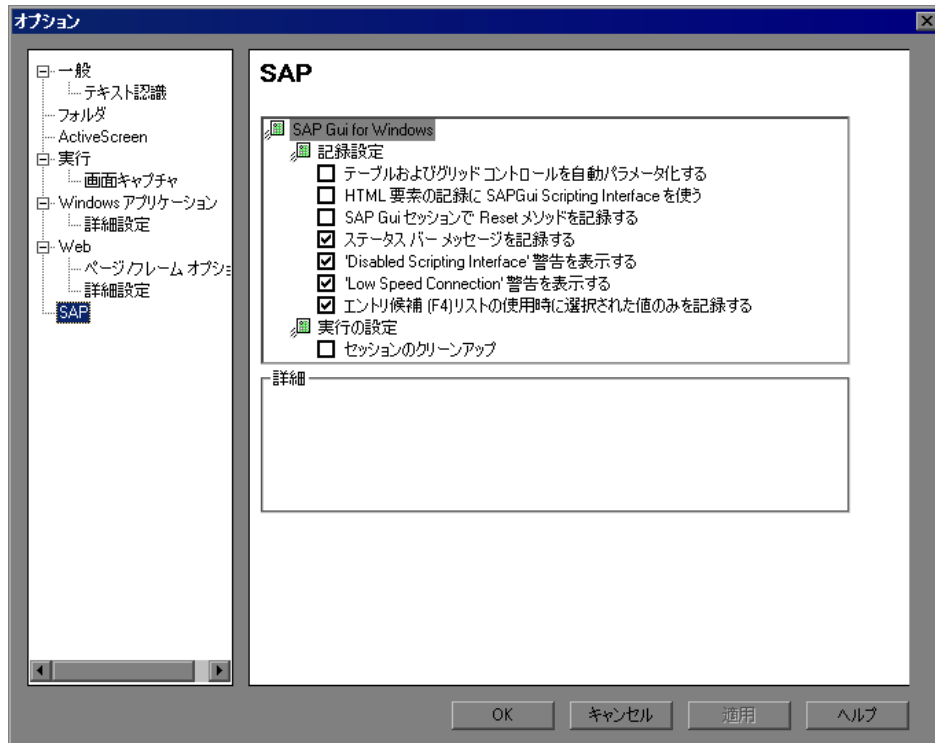 オプション
一般
テキスト認識
フォルダ
ActiveScreen
実行
画面キャプチャ
Windows アプリケーション
詳細設定
Web
ページ/フレーム オプショ
詳細設定
SAP
SAP
SAP Gui for Windows
記録設定
テーブルおよびグリッド コントロールを自動パラメータ化する
HTML 要素の記録に SAPGui Scripting Interface を使う
SAP Gui セッションで Reset メソッドを記録する
ステータス バー メッセージを記録する
'Disabled Scripting Interface' 警告を表示する
'Low Speed Connection' 警告を表示する
エントリ候補 (F4)リストの使用時に選択された値のみを記録する
実行の設定
セッションのクリーンアップ
詳細
OK
キャンセル
適用
ヘルプ